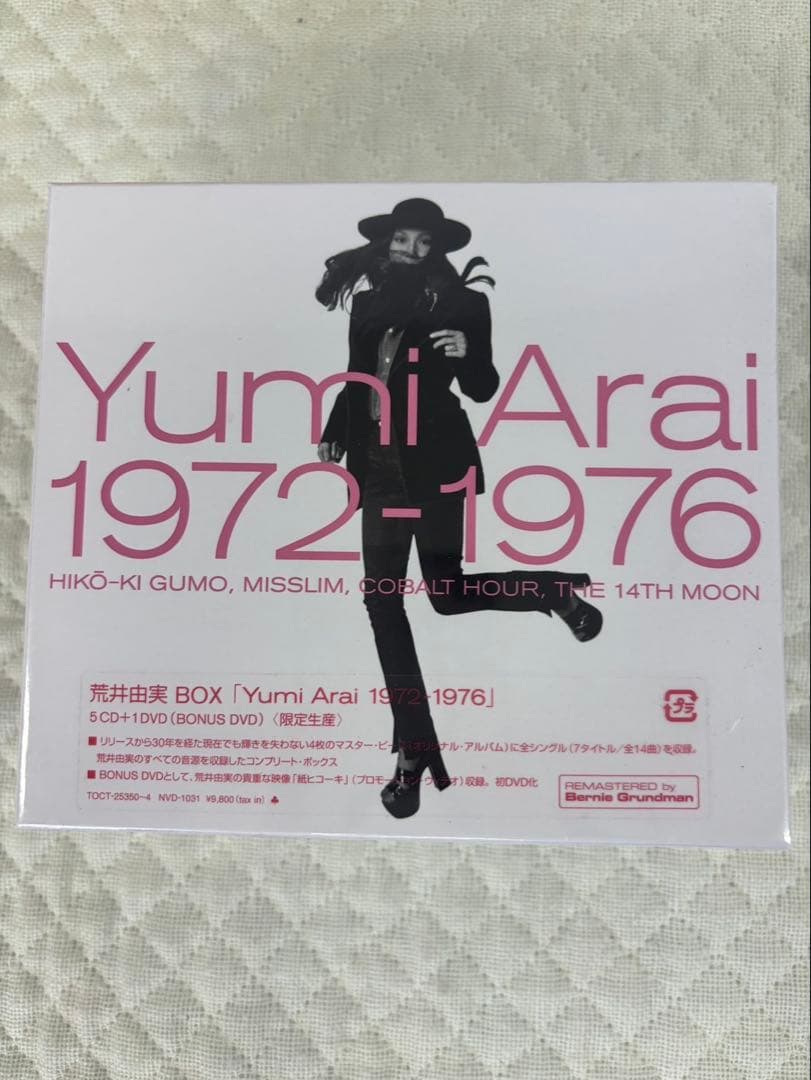 Yumi Arai
1972-1976
HIKŌ-KI GUMO, MISSLIM, COBALT HOUR, THE 14TH MOON
荒井由実 BOX「Yumi Arai 1972-1976」
5CD+1DVD(BONUS DVD)〈限定生産〉
■リリースから30年を経た現在でも輝きを失わない4枚のマスター・ピース(オリジナル・アルバム)に全シングル(7タイトル/全14曲)を収録。
荒井由実のすべての音源を収録したコンプリート・ボックス
■BONUS DVDとして、荒井由実の貴重な映像「紙ヒコーキ」(プロモーション・ヴィデオ)収録。初DVD化
TOCT-25350~4 NVD-1031 ¥9,800(tax in) ♣
プラ
REMASTERED by
Bernie Grundman